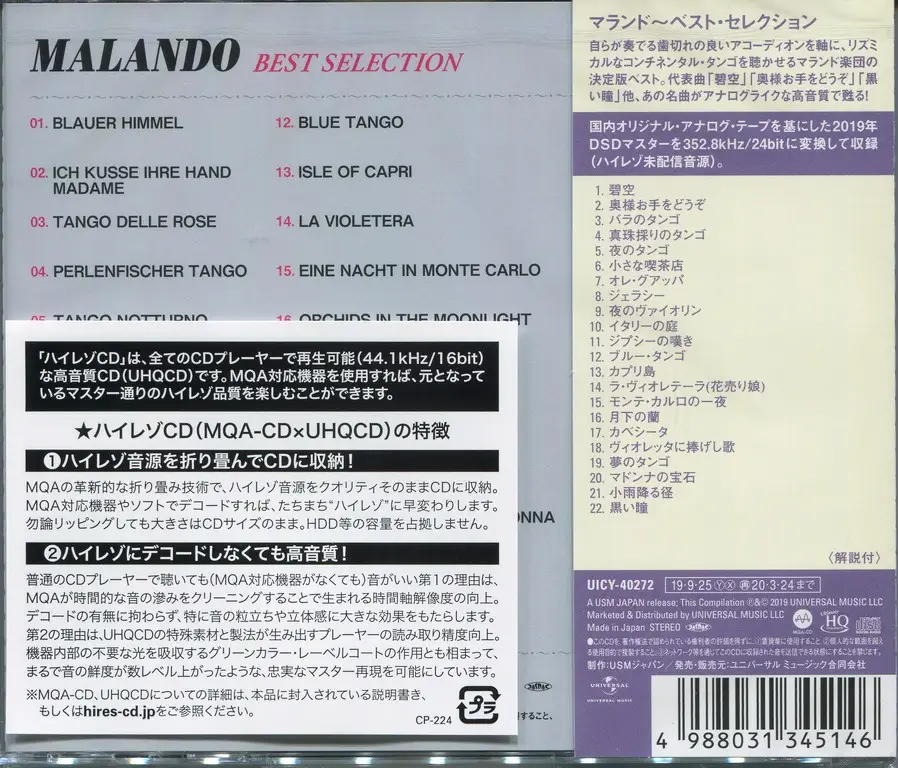 MALANDO BEST SELECTION
01. BLAUER HIMMEL
02. ICH KUSSE IHRE HAND
MADAME
03. TANGO DELLE ROSE
04. PERLENFISCHER TANGO
05. TANGO NOTTURNO
12. BLUE TANGO
13. ISLE OF CAPRI
14. LA VIOLETERA
15. EINE NACHT IN MONTE CARLO
16. ORCHIDS IN THE MOONLIGHT
ONNA
「ハイレゾCD」は、全てのCDプレーヤーで再生可能(44.1kHz/16bit)
な高音質CD(UHQCD)です。MQA対応機器を使用すれば、元となって
いるマスター通りのハイレゾ品質を楽しむことができます。
★ハイレゾCD(MQA-CD×UHQCD)の特徴
❶ハイレゾ音源を折り畳んでCDに収納!
MQAの革新的な折り畳み技術で、ハイレゾ音源をクオリティそのままCDに収納。
MQA対応機器やソフトでデコードすれば、たちまち“ハイレゾ”に早変わりします。
勿論リッピングしても大きさはCDサイズのまま。HDD等の容量を占拠しません。
❷ハイレゾにデコードしなくても高音質!
普通のCDプレーヤーで聴いても(MQA対応機器がなくても)音がいい第1の理由は、
MQAが時間的な音の滲みをクリーニングすることで生まれる時間軸解像度の向上。
デコードの有無に拘わらず、特に音の粒立ちや立体感に大きな効果をもたらします。
第2の理由は、UHQCDの特殊素材と製法が生み出すプレーヤーの読み取り精度向上。
機器内部の不要な光を吸収するグリーンカラー・レーベルコートの作用とも相まって、
まるで音の鮮度が数レベル上がったような、忠実なマスター再現を可能にしています。
※MQA-CD、UHQCDについての詳細は、本品に封入されている説明書き、
もしくはhires-cd.jpをご参照ください。
CP-224
プラ
マランド～ベスト・セレクション
自らが奏でる歯切れの良いアコーディオンを軸に、リズミ
カルなコンチネンタル・タンゴを聴かせるマランド楽団の
決定版ベスト。代表曲「碧空」「奥様お手をどうぞ」「黒
い瞳」他、あの名曲がアナログライクな高音質で甦る!
国内オリジナル・アナログ・テープを基にした2019年
DSDマスターを352.8kHz/24bitに変換して収録
(ハイレゾ未配信音源)。
1. 碧空
2. 奥様お手をどうぞ
3. バラのタンゴ
4. 真珠採りのタンゴ
5. 夜のタンゴ
6. 小さな喫茶店
7. オレ・グアッパ
8. ジェラシー
9. 夜のヴァイオリン
10. イタリーの庭
11. ジプシーの嘆き
12. ブルー・タンゴ
13. カプリ島
14. ラ・ヴィオレテーラ(花売り娘)
15. モンテ・カルロの一夜
16. 月下の蘭
17. カベシータ
18. ヴィオレッタに捧げし歌
19. 夢のタンゴ
20. マドンナの宝石
21. 小雨降る径
22. 黒い瞳
〈解説付〉
UICY-40272 19・9・25 Ⓨ Ⓧ 再 20・3・24 まで
A USM JAPAN release; This Compilation ℗&© 2019 UNIVERSAL MUSIC LLC
Marketed & Distributed by UNIVERSAL MUSIC LLC
Made in Japan STEREO
MQA-CD
HQ
制作:USMジャパン/発売・販売元:ユニバーサル ミュージック合同会社
UNIVERSAL
UNIVERSAL MUSIC
4 988031 345146